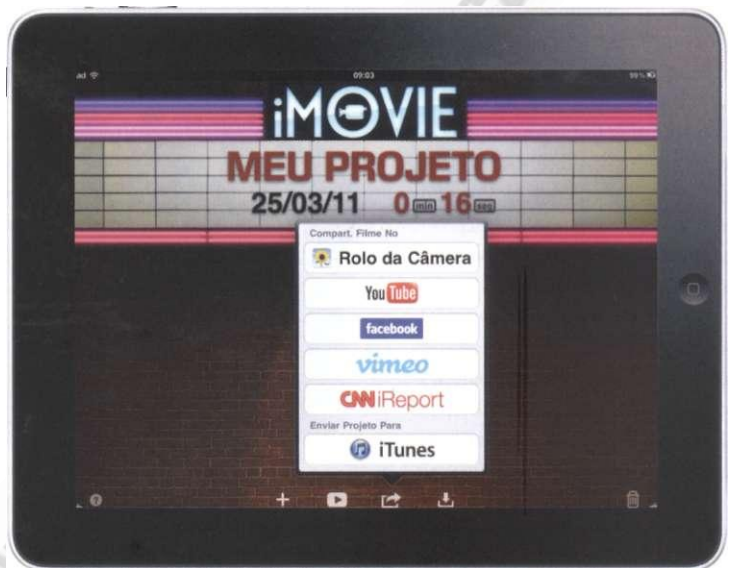 09:03
iMOVIE
MEU PROJETO
25/03/11 0 min 16 seg
Compart. Filme No
Rolo da Câmera
YouTube
facebook
vimeo
CNN iReport
Enviar Projeto Para
iTunes